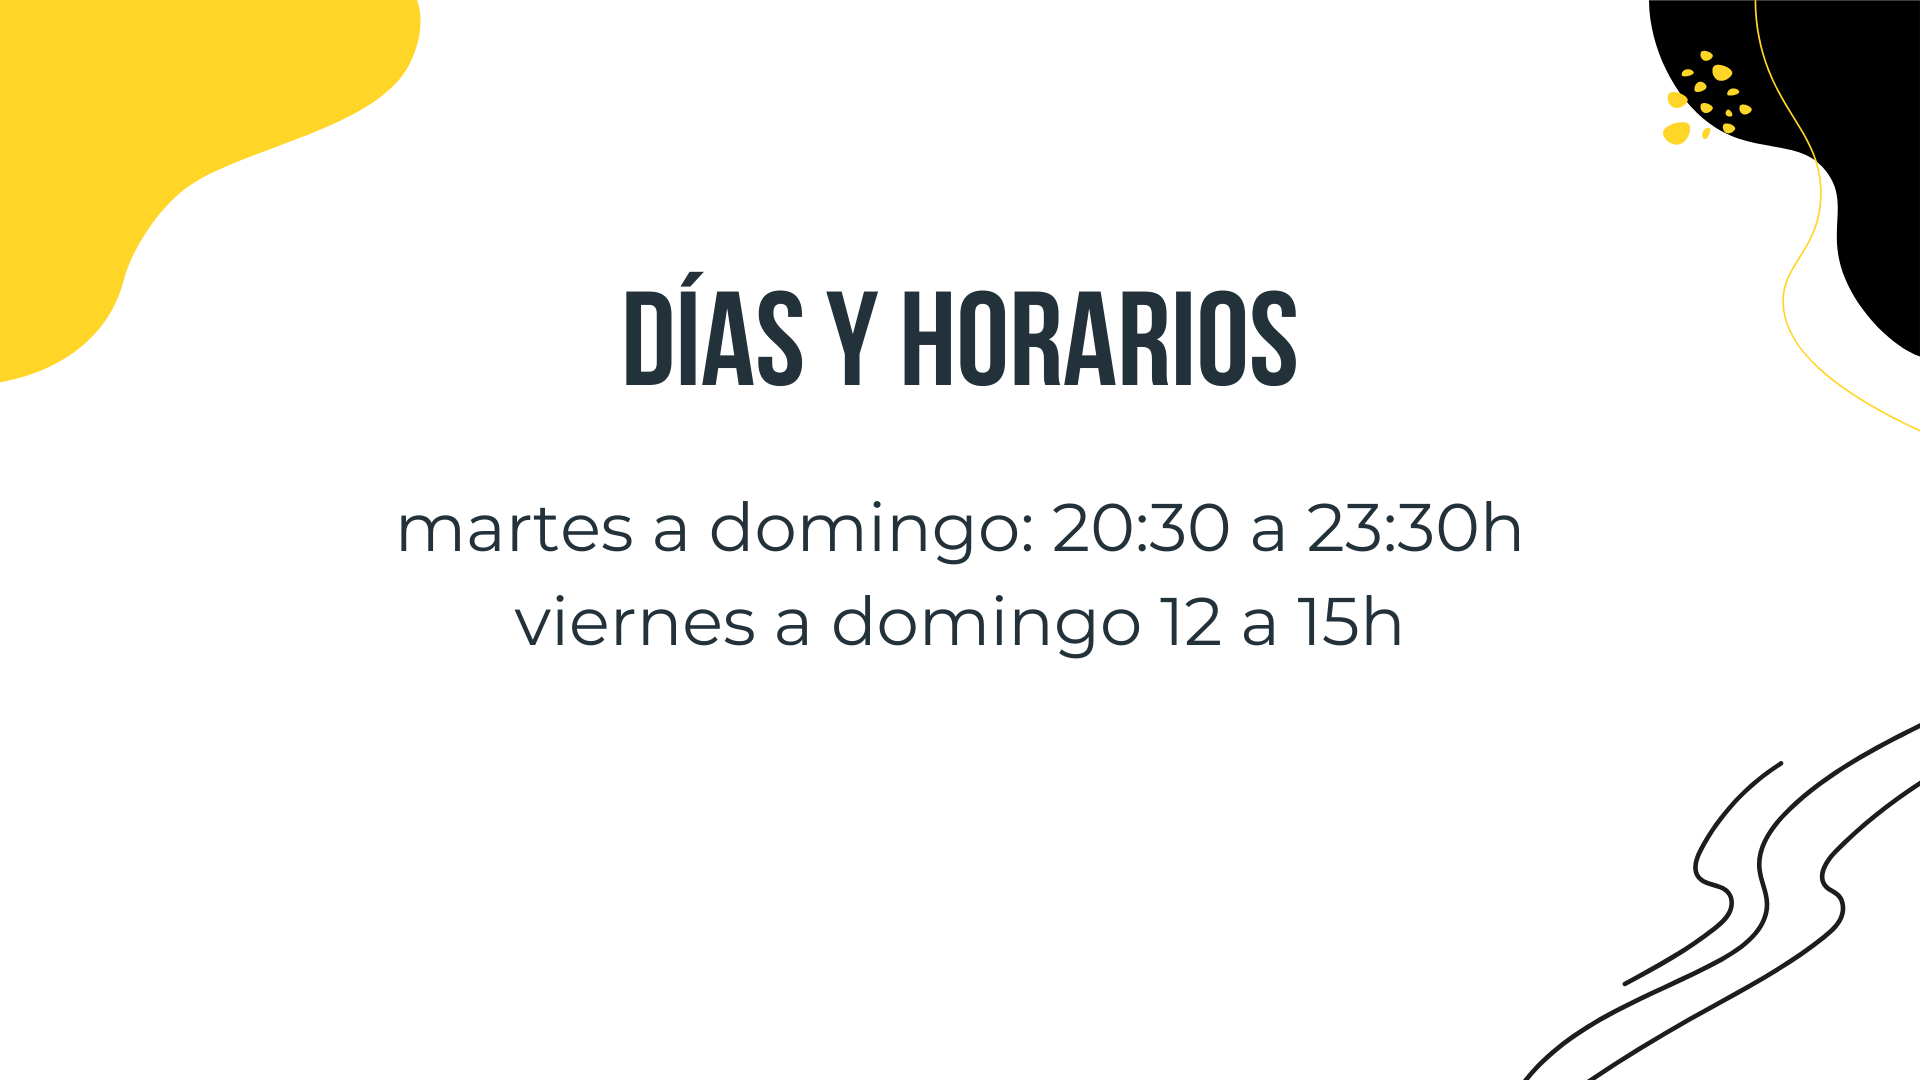 DÍAS Y HORARIOS
martes a domingo: 20:30 a 23:30h
viernes a domingo 12 a 15h